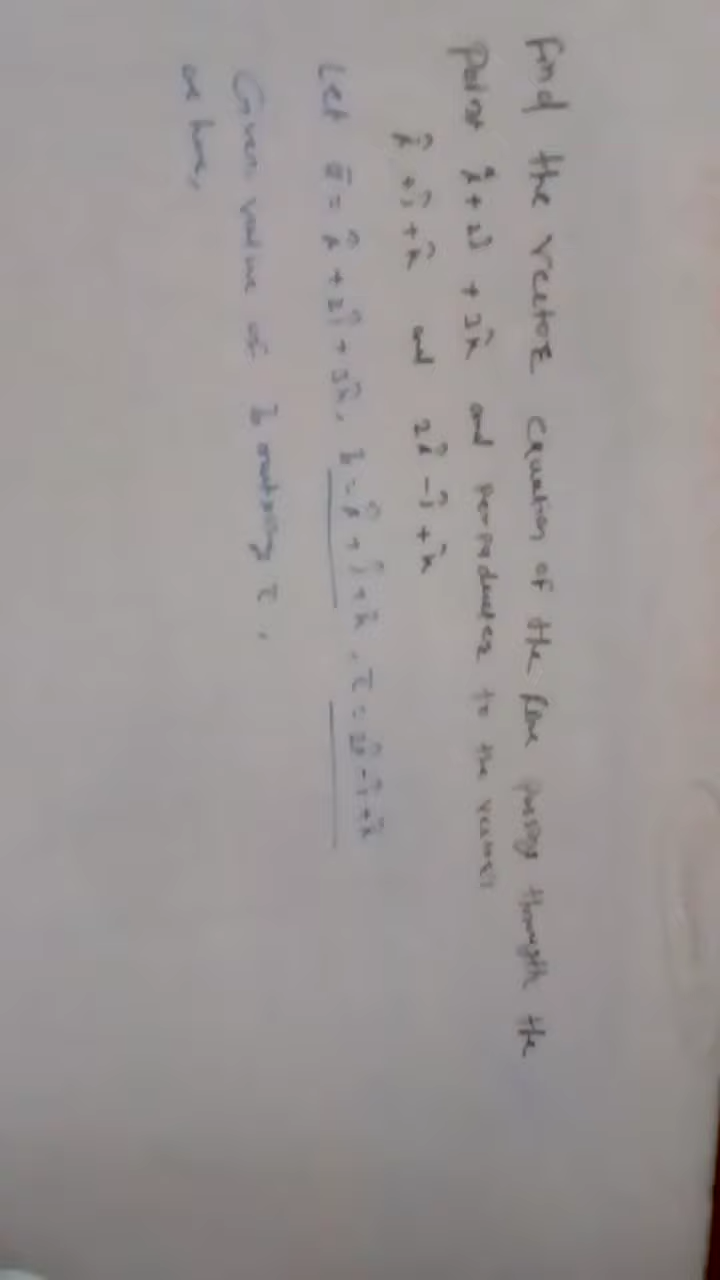 find the vector equation of the line passing through the
point î + 2ĵ + 3k̂ and perpendicular to the vectors
î + ĵ + k̂ and 2î - ĵ + k̂
Let a̅ = î + 2ĵ + 3k̂, b̅ = î + ĵ + k̂, c̅ = 2î - ĵ + k̂
Given value of b c̅,